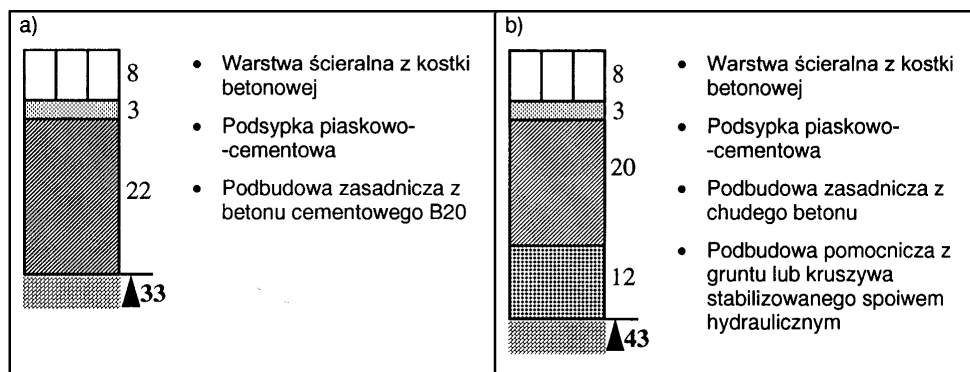 a)
8
3
22
33
• Warstwa ścieralna z kostki
betonowej
• Podsypka piaskowo-
-cementowa
• Podbudowa zasadnicza z
betonu cementowego B20
b)
8
3
20
12
43
• Warstwa ścieralna z kostki
betonowej
• Podsypka piaskowo-
-cementowa
• Podbudowa zasadnicza z
chudego betonu
• Podbudowa pomocnicza z
gruntu lub kruszywa
stabilizowanego spoiwem
hydraulicznym